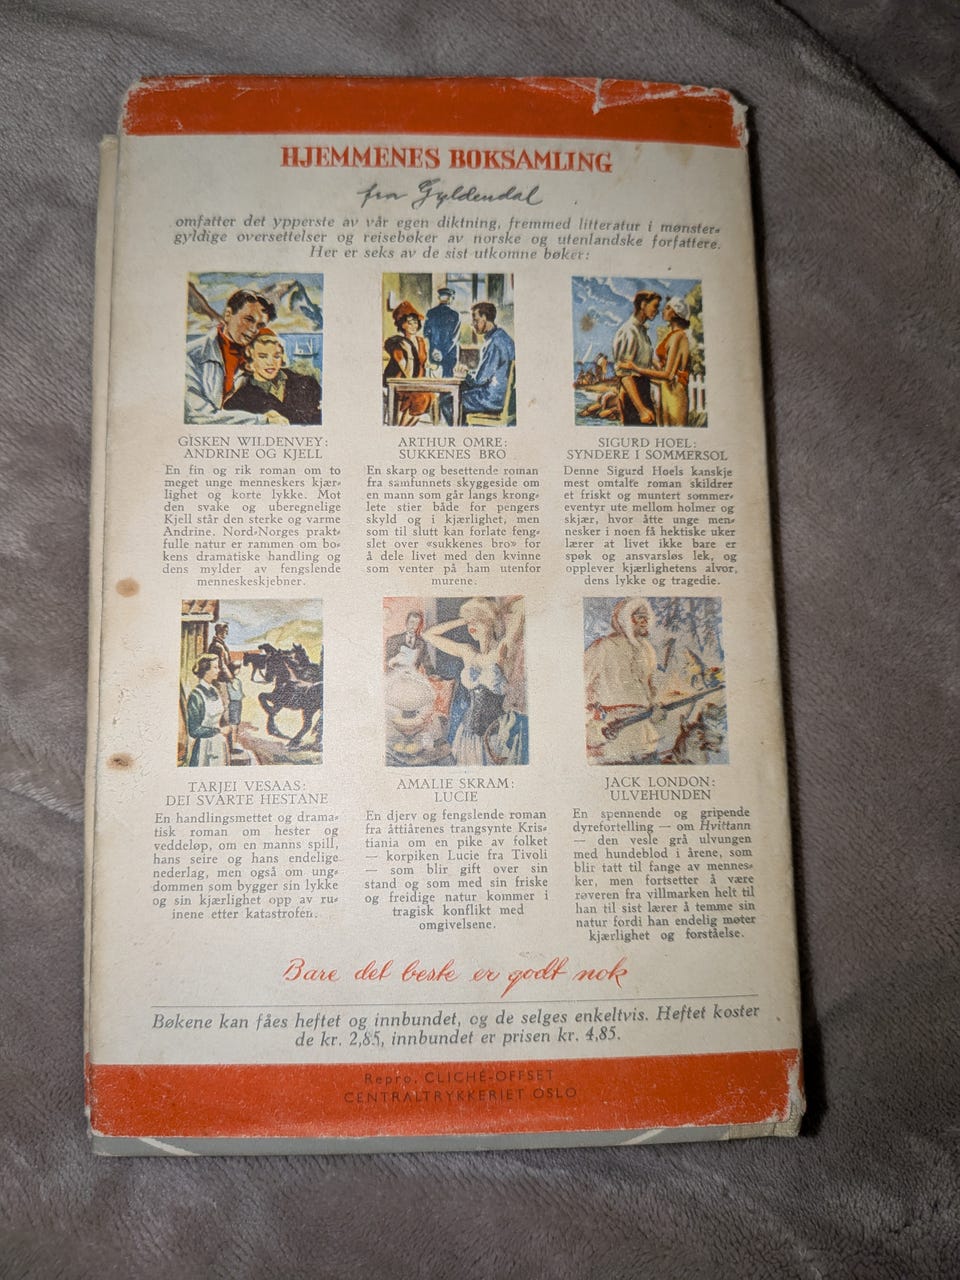 HJEMMENES BOKSAMLING
fra Gyldendal
omfatter det ypperste av vår egen diktning, fremmed litteratur i mønster-
gyldige oversettelser og reisebøker av norske og utenlandske forfattere.
Her er seks av de sist utkomne bøker:
GISKEN WILDENVEY:
ANDRINE OG KJELL
En fin og rik roman om to
meget unge menneskers kjær-
lighet og korte lykke. Mot
den svake og uberegnelige
Kjell står den sterke og varme
Andrine. Nord-Norges prakt-
fulle natur er rammen om bo-
kens dramatiske handling og
dens mylder av fengslende
menneskeskjebner.
ARTHUR OMRE:
SUKKENES BRO
En skarp og besettende roman
fra samfunnets skyggeside om
en mann som går langs krong-
lete stier både for pengers
skyld og i kjærlighet, men
som til slutt kan forlate feng-
slet over «sukkenes bro» for
å dele livet med den kvinne
som venter på ham utenfor
murene.
SIGURD HOEL:
SYNDERE I SOMMERSOL
Denne Sigurd Hoels kanskje
mest omtalte roman skildrer
et friskt og muntert sommer-
eventyr ute mellom holmer og
skjær, hvor åtte unge men-
nesker i noen få hektiske uker
lærer at livet ikke bare er
spøk og ansvarsløs lek, og
opplever kjærlighetens alvor,
dens lykke og tragedie.
TARJEI VESAAS:
DEI SVARTE HESTANE
En handlingsmettet og drama-
tisk roman om hester og
veddeløp, om en manns spill,
hans seire og hans endelige
nederlag, men også om ung-
dommen som bygger sin lykke
og sin kjærlighet opp av ru-
inene etter katastrofen.
AMALIE SKRAM:
LUCIE
En djerv og fengslende roman
fra åttiårenes trangsynte Kris-
tiania om en pike av folket
— korpiken Lucie fra Tivoli
— som blir gift over sin
stand og som med sin friske
og freidige natur kommer i
tragisk konflikt med
omgivelsene.
JACK LONDON:
ULVEHUNDEN
En spennende og gripende
dyrefortelling — om Hvittann
— den vesle grå ulvungen
med hundeblod i årene, som
blir tatt til fange av mennes-
ker, men fortsetter å være
røveren fra villmarken helt til
han til sist lærer å temme sin
natur fordi han endelig møter
kjærlighet og forståelse.
Bare det beste er godt nok
Bøkene kan fåes heftet og innbundet, og de selges enkeltvis. Heftet koster
de kr. 2,85, innbundet er prisen kr. 4,85.
Repro. CLICHÉ-OFFSET
CENTRALTRYKKERIET OSLO